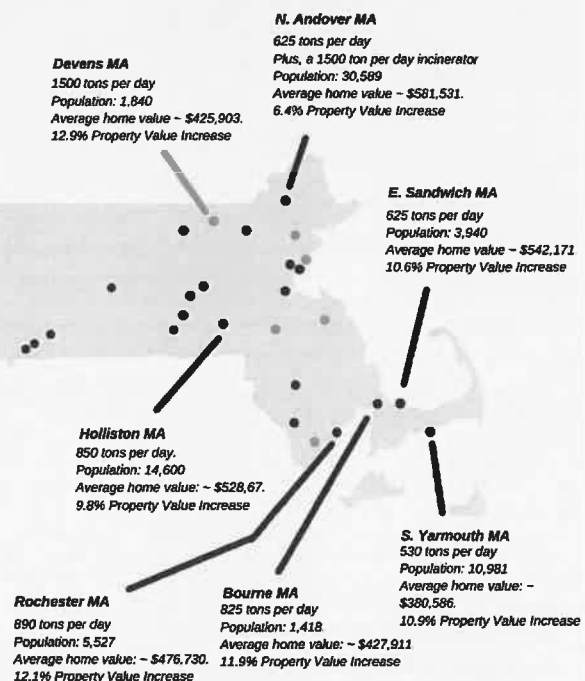 N. Andover MA
625 tons per day
Plus, a 1500 ton per day incinerator
Population: 30,589
Average home value ~ $581,531.
6.4% Property Value Increase
Devens MA
1500 tons per day
Population: 1,840
Average home value ~ $425,903.
12.9% Property Value Increase
E. Sandwich MA
625 tons per day
Population: 3,940
Average home value ~ $542,171
10.6% Property Value Increase
Holliston MA
850 tons per day.
Population: 14,600
Average home value: ~ $528,67.
9.8% Property Value Increase
S. Yarmouth MA
530 tons per day
Population: 10,981
Average home value: ~
$380,586.
10.9% Property Value Increase
Rochester MA
890 tons per day
Population: 5,527
Average home value: ~ $476,730.
12.1% Property Value Increase
Bourne MA
825 tons per day
Population: 1,418
Average home value: ~ $427,911
11.9% Property Value Increase